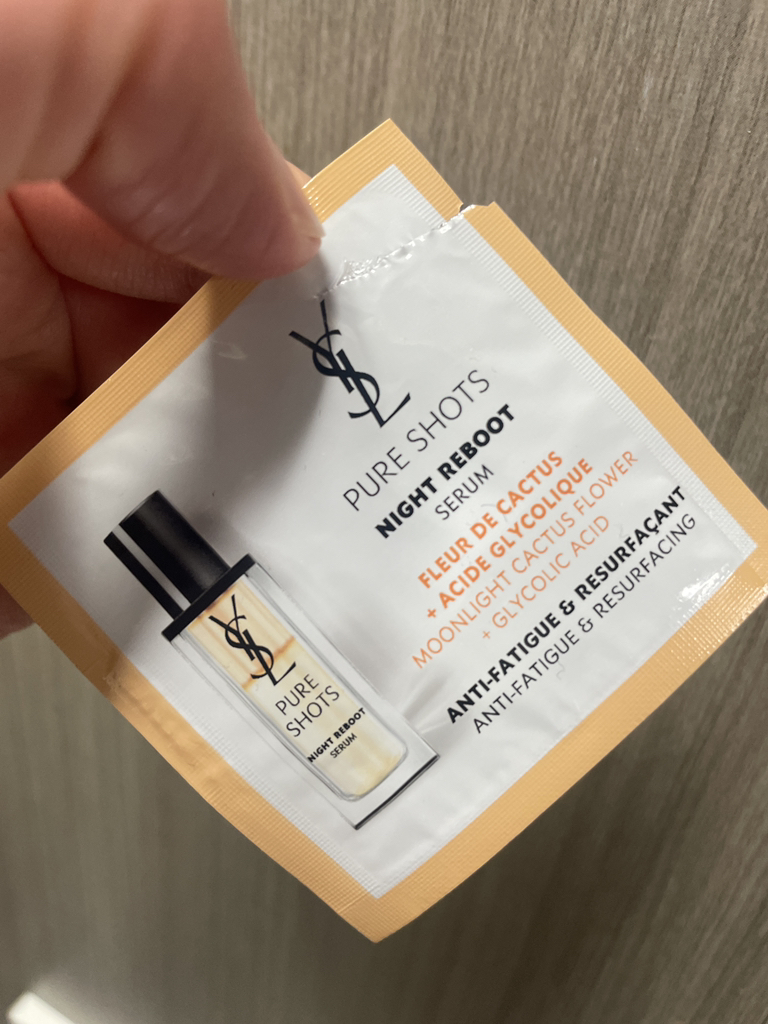 YSL
PURE SHOTS
NIGHT REBOOT
SERUM
FLEUR DE CACTUS
+ ACIDE GLYCOLIQUE
MOONLIGHT CACTUS FLOWER
+ GLYCOLIC ACID
ANTI-FATIGUE & RESURFAÇANT
ANTI-FATIGUE & RESURFACING
YSL
PURE
SHOTS
NIGHT REBOOT
SERUM